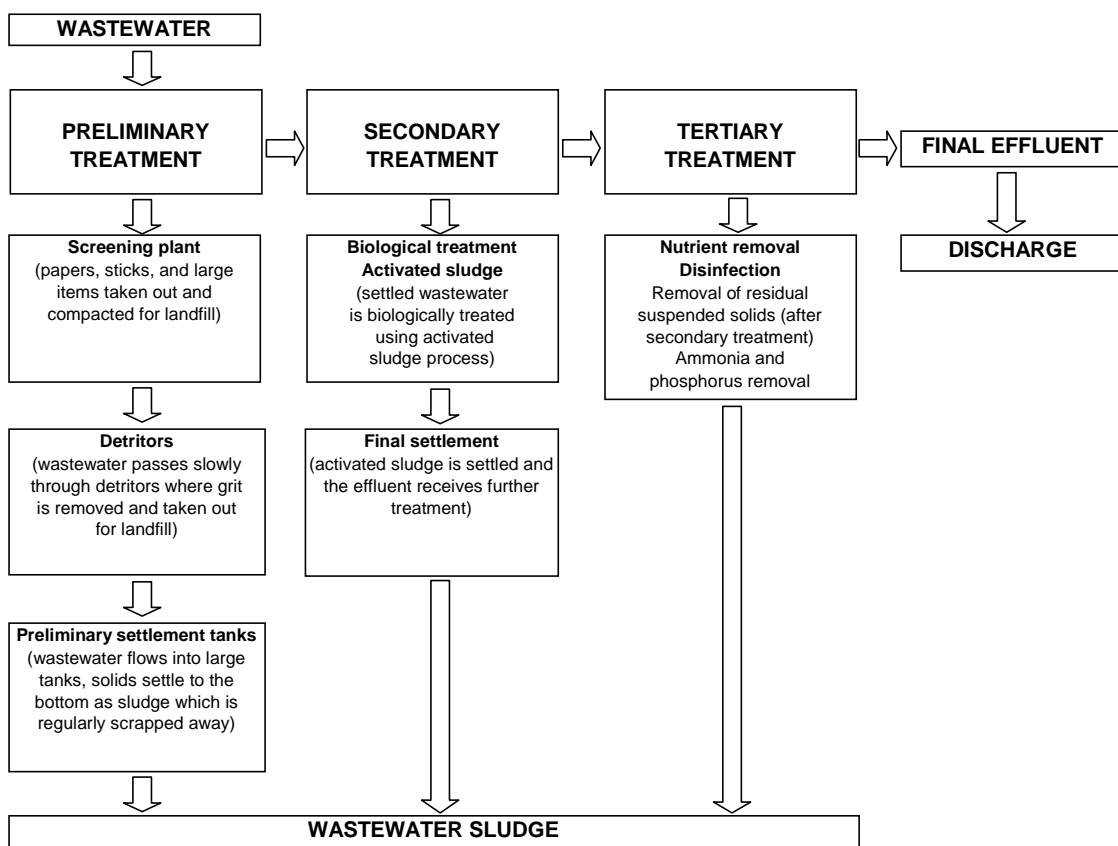 WASTEWATER
PRELIMINARY
TREATMENT
SECONDARY
TREATMENT
TERTIARY
TREATMENT
FINAL EFFLUENT
DISCHARGE
Screening plant
(papers, sticks, and large
items taken out and
compacted for landfill)
Biological treatment
Activated sludge
(settled wastewater
is biologically treated
using activated
sludge process)
Nutrient removal
Disinfection
Removal of residual
suspended solids (after
secondary treatment)
Ammonia and
phosphorus removal
Detritors
(wastewater passes slowly
through detritors where grit
is removed and taken out
for landfill)
Final settlement
(activated sludge is settled and
the effluent receives further
treatment)
Preliminary settlement tanks
(wastewater flows into large
tanks, solids settle to the
bottom as sludge which is
regularly scrapped away)
WASTEWATER SLUDGE